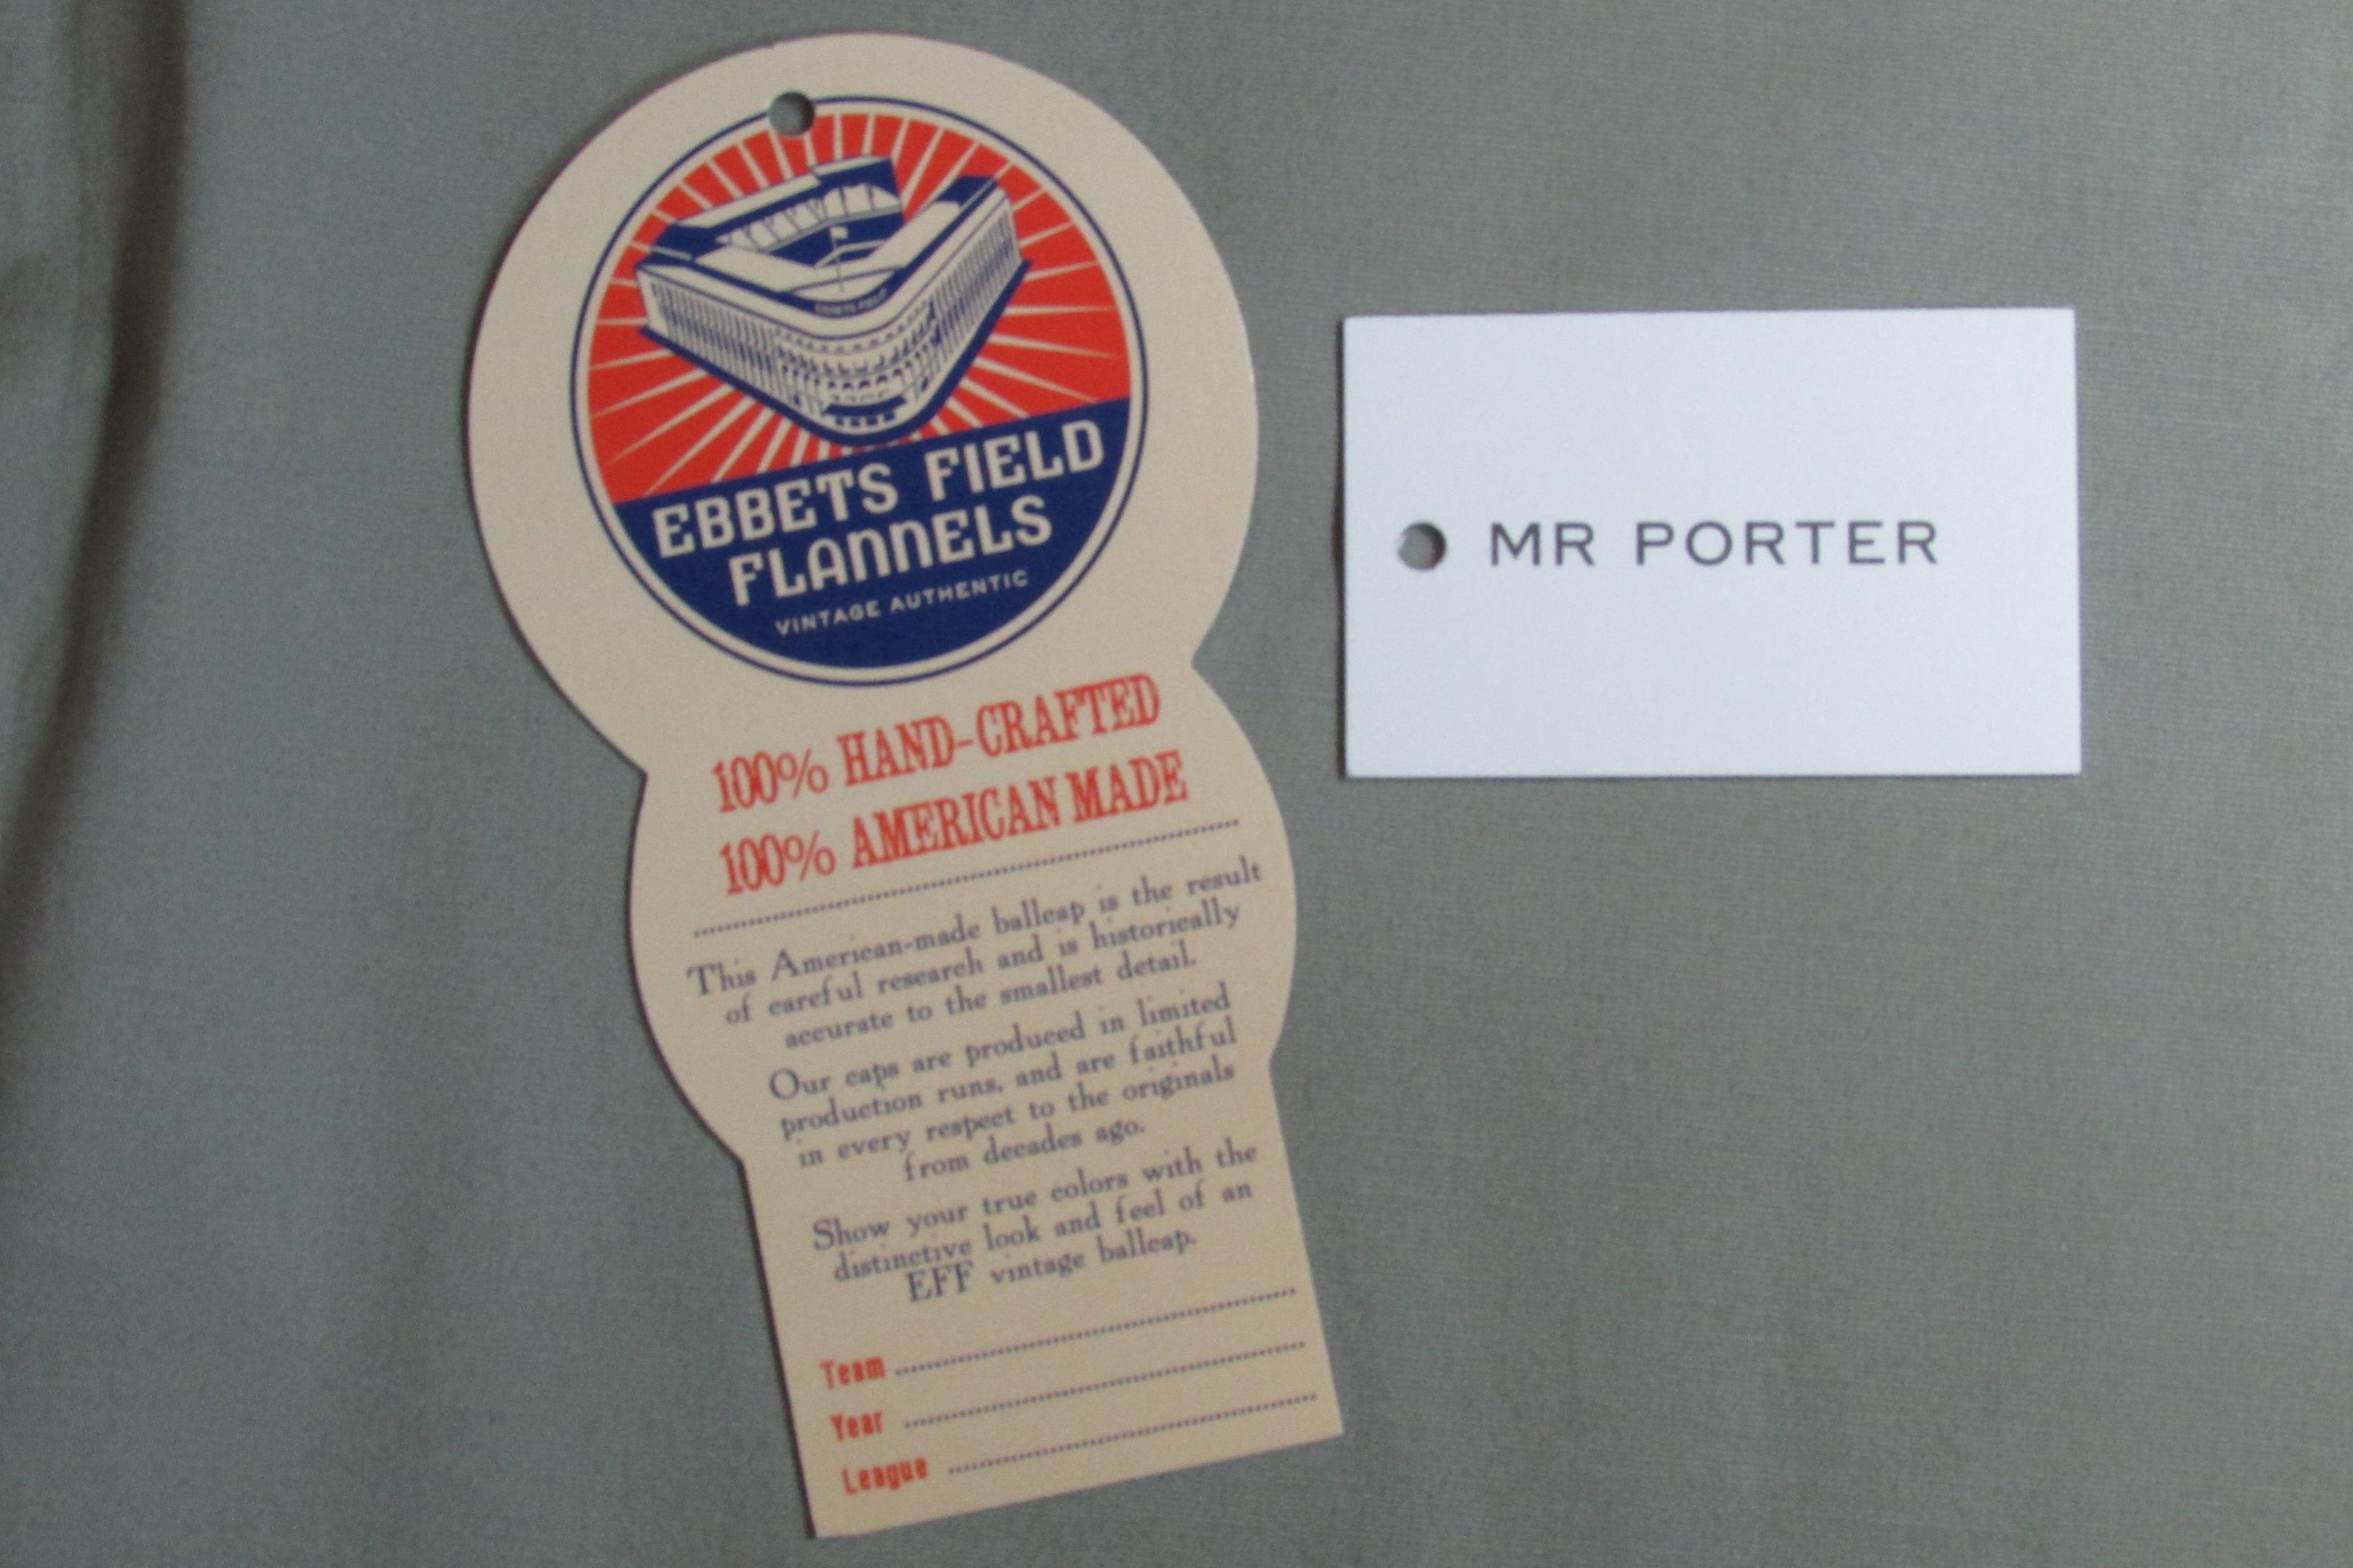 EBBETS FIELD
EBBETS FIELD
FLANNELS
VINTAGE AUTHENTIC
100% HAND-CRAFTED
100% AMERICAN MADE
This American-made ballcap is the result
of careful research and is historically
accurate to the smallest detail.
Our caps are produced in limited
production runs, and are faithful
in every respect to the originals
from decades ago.
Show your true colors with the
distinctive look and feel of an
EFF vintage ballcap.
Team
Year
League
MR PORTER